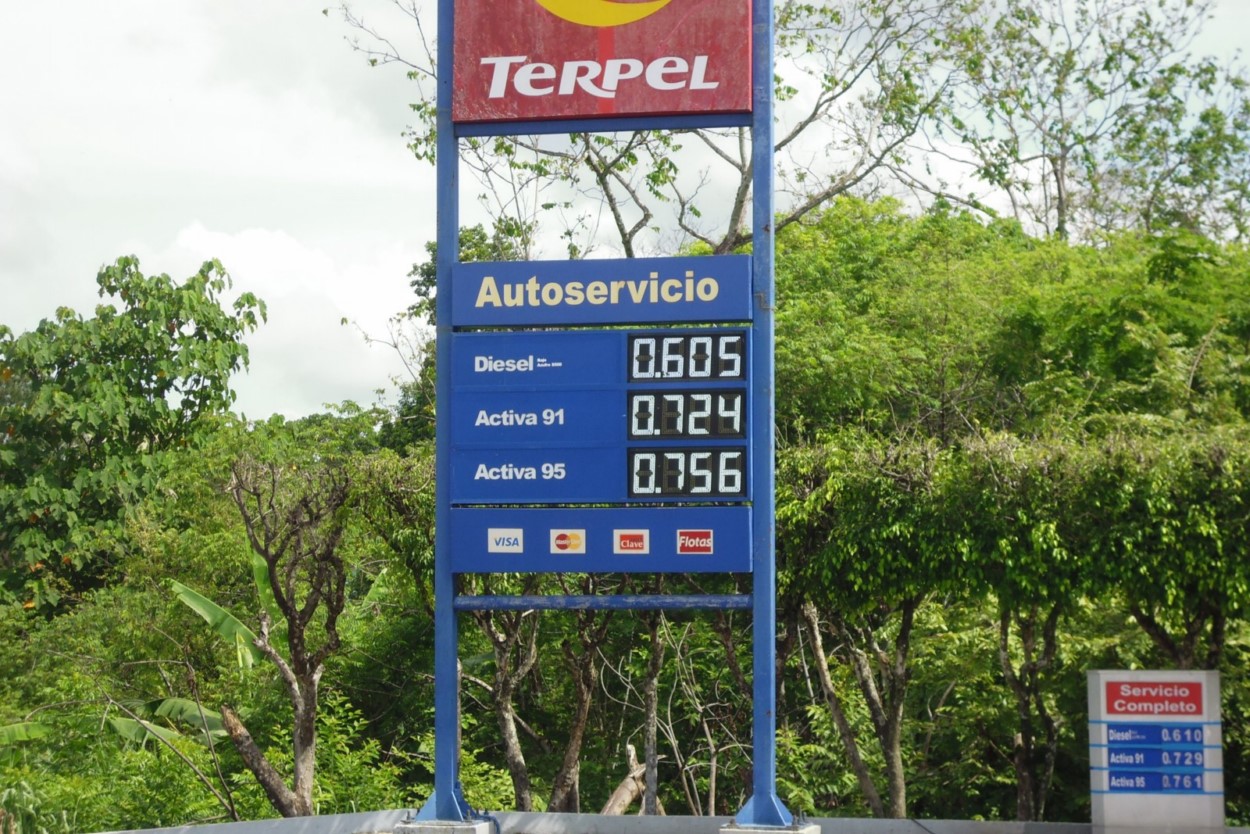 Terpel
Autoservicio
Diesel 0.605
Activa 91 0.724
Activa 95 0.756
VISA MasterCard Clave Flotas
Servicio
Completo
Diesel 0.610
Activa 91 0.729
Activa 95 0.761